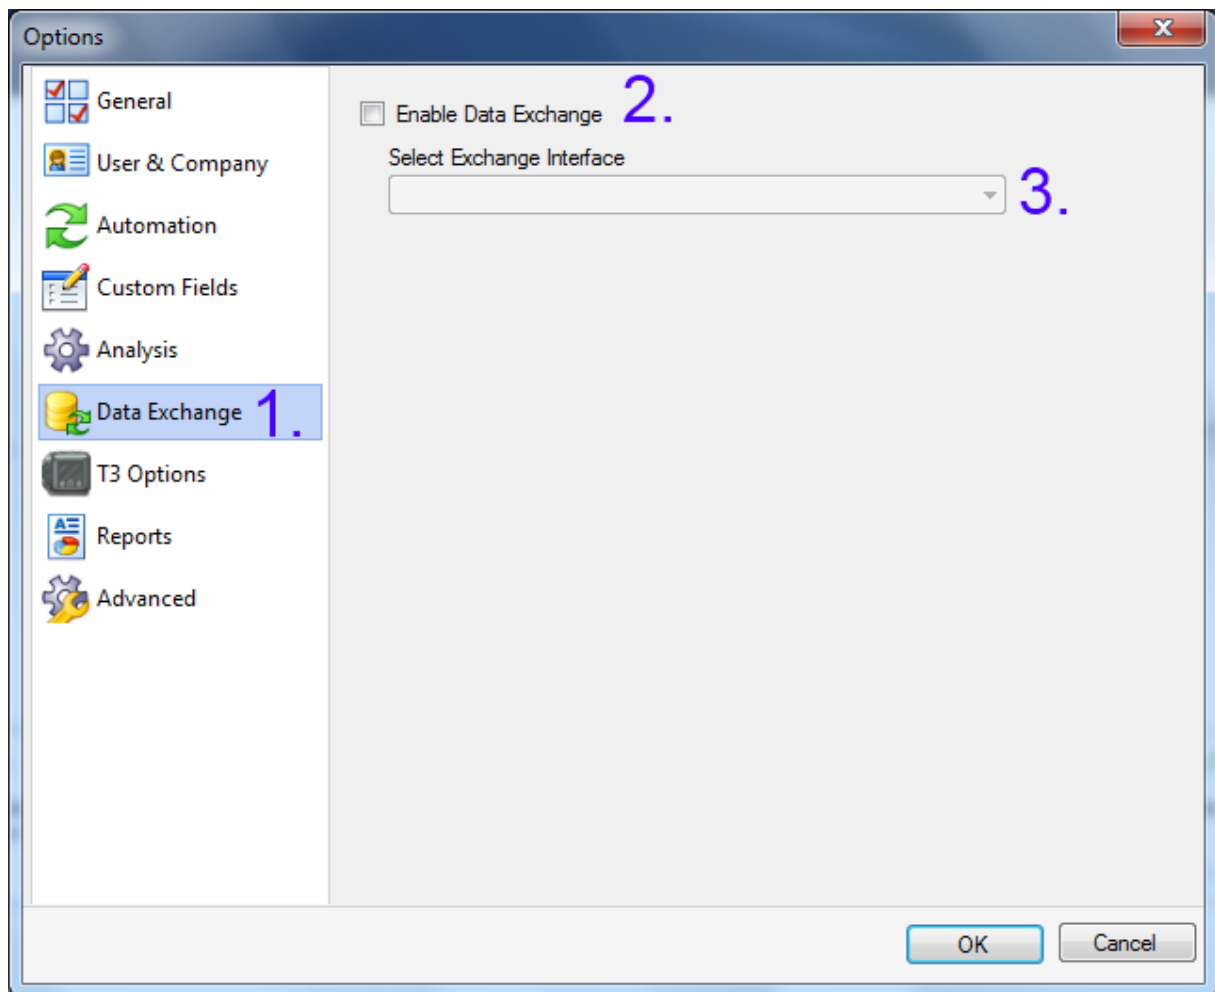 Options
General
User & Company
Automation
Custom Fields
Analysis
Data Exchange 1.
T3 Options
Reports
Advanced
Enable Data Exchange 2.
Select Exchange Interface
3.
OK
Cancel